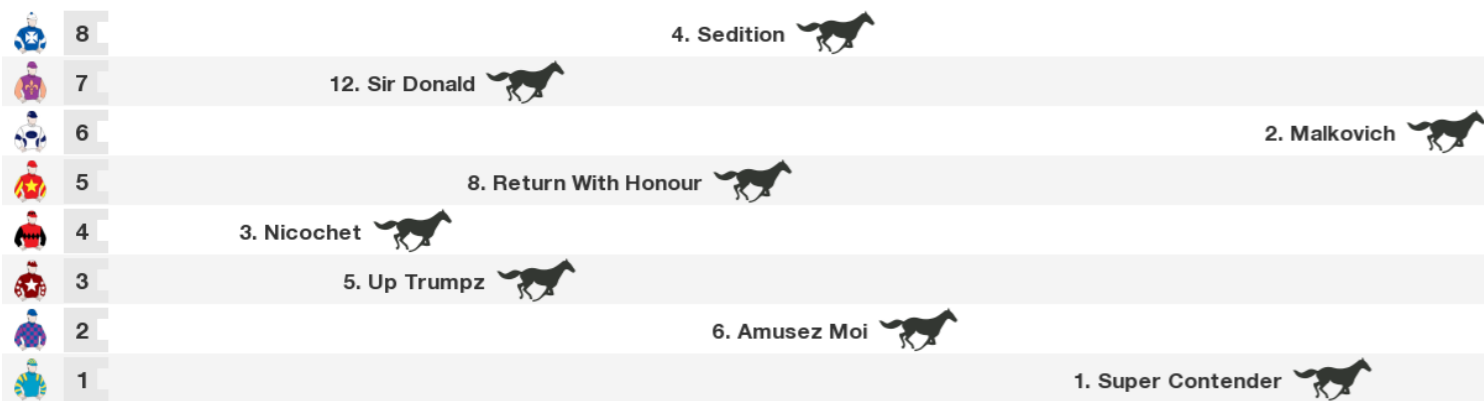 8 4. Sedition
7 12. Sir Donald
6 2. Malkovich
5 8. Return With Honour
4 3. Nicochet
3 5. Up Trumpz
2 6. Amusez Moi
1 1. Super Contender